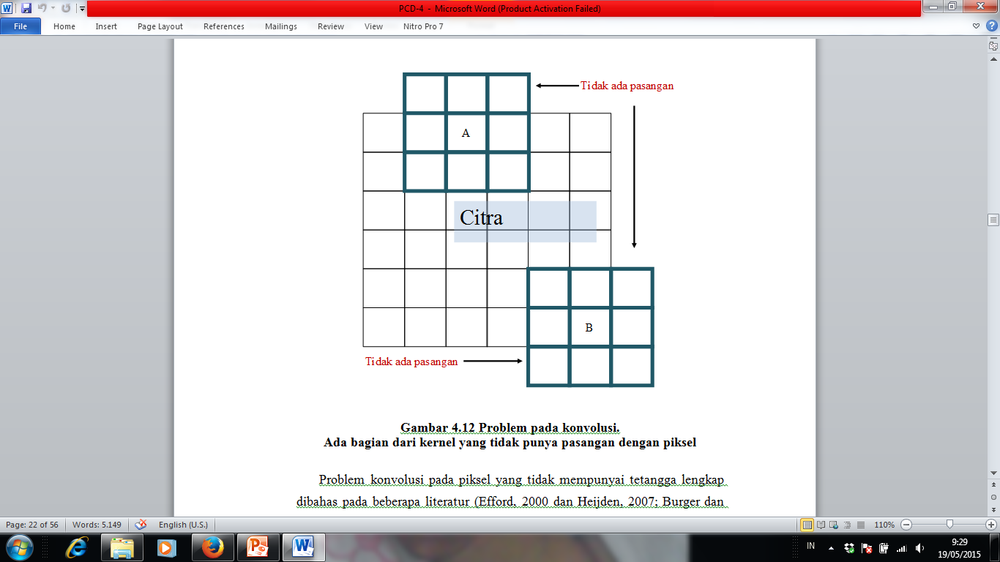 PCD-4 - Microsoft Word (Product Activation Failed)
File Home Insert Page Layout References Mailings Review View Nitro Pro 7
Tidak ada pasangan
A
Citra
B
Tidak ada pasangan
Gambar 4.12 Problem pada konvolusi.
Ada bagian dari kernel yang tidak punya pasangan dengan piksel
Problem konvolusi pada piksel yang tidak mempunyai tetangga lengkap
dibahas pada beberapa literatur (Efford, 2000 dan Heijden, 2007; Burger dan
Page: 22 of 56 Words: 5.149 English (U.S.) 110%
IN 9:29
19/05/2015